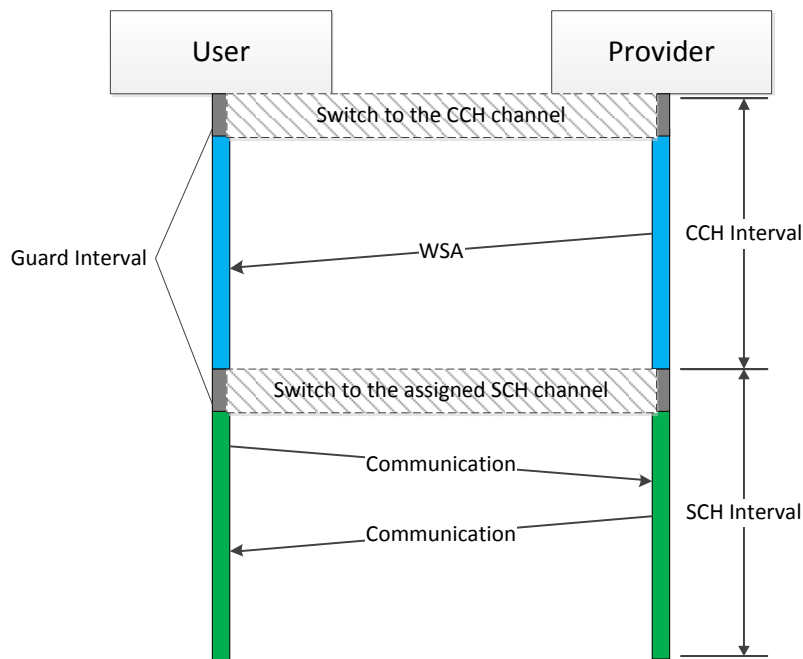 User
Provider
Switch to the CCH channel
WSA
CCH Interval
Guard Interval
Switch to the assigned SCH channel
Communication
SCH Interval
Communication